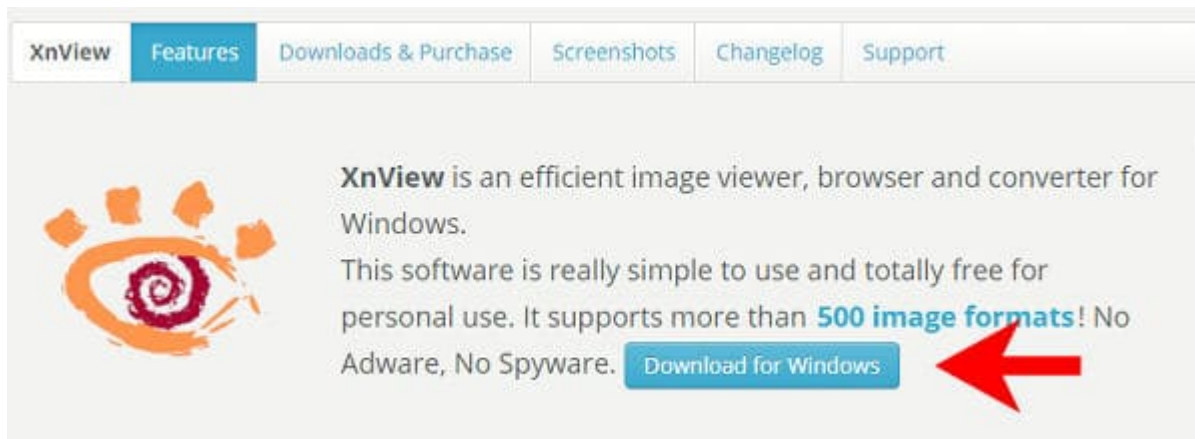 XnView Features Downloads & Purchase Screenshots Changelog Support
XnView is an efficient image viewer, browser and converter for
Windows.
This software is really simple to use and totally free for
personal use. It supports more than 500 image formats! No
Adware, No Spyware. Download for Windows